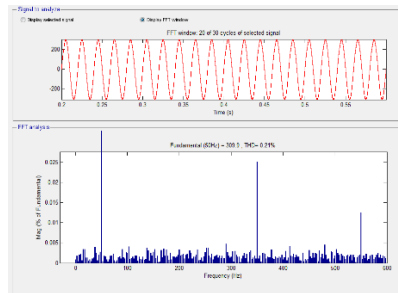 Signal to analyze
Display selected signal
Display FFT window
FFT window: 20 of 30 cycles of selected signal
200
0
-200
0.2
0.25
0.3
0.35
0.4
0.45
0.5
0.55
Time (s)
FFT analysis
Fundamental (50Hz) = 309.0 , THD= 0.21%
0.025
0.02
0.015
0.01
0.005
0
Mag (% of Fundamental)
0
100
200
300
400
500
600
Frequency (Hz)